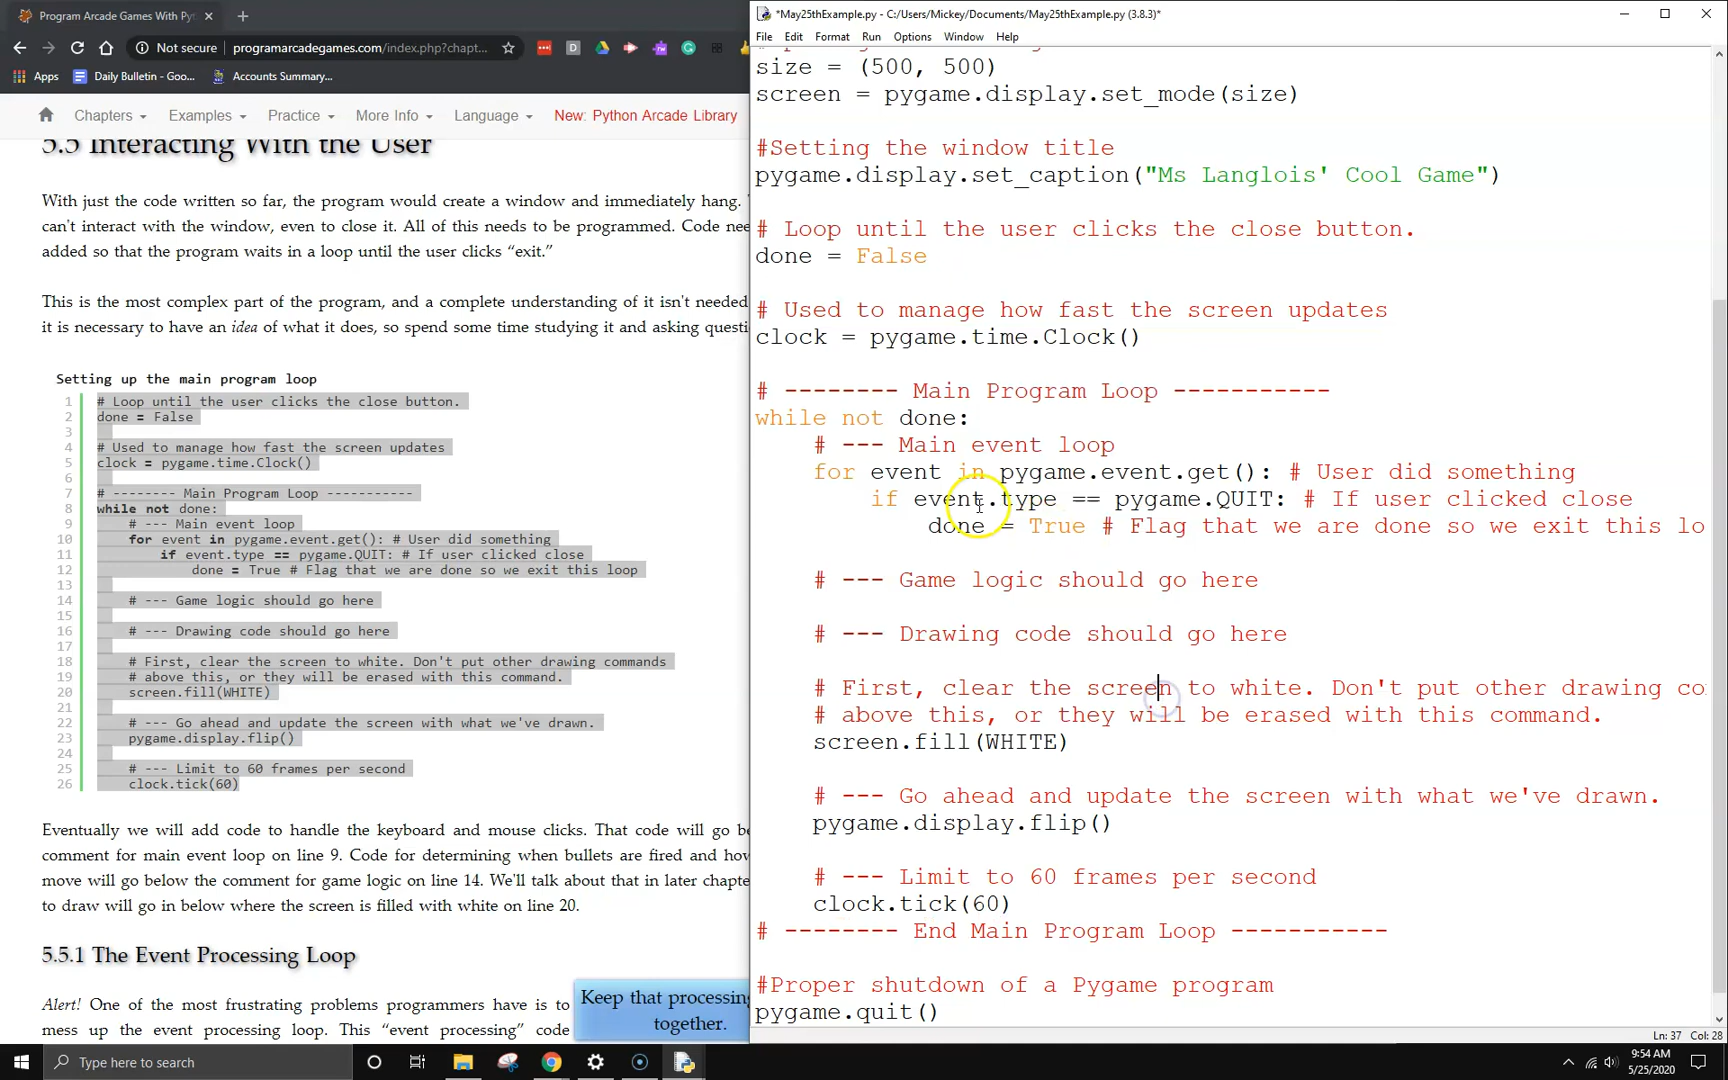 Program Arcade Games With Pyt
*May25thExample.py - C:/Users/Mickey/Documents/May25thExample.py (3.8.3)*
Not secure
programarcadegames.com/index.php?chapt...
File Edit Format Run Options Window Help
Apps
Daily Bulletin - Goo...
Accounts Summary...
Chapters
Examples
Practice
More Info
Language
New: Python Arcade Library
5.5 Interacting With the User
With just the code written so far, the program would create a window and immediately hang.
can't interact with the window, even to close it. All of this needs to be programmed. Code nee
added so that the program waits in a loop until the user clicks “exit.”
This is the most complex part of the program, and a complete understanding of it isn't needed
it is necessary to have an idea of what it does, so spend some time studying it and asking questi
Setting up the main program loop
1 # Loop until the user clicks the close button.
2 done = False
3
4 # Used to manage how fast the screen updates
5 clock = pygame.time.Clock()
6
7 # -------- Main Program Loop -----------
8 while not done:
9 # --- Main event loop
10 for event in pygame.event.get(): # User did something
11 if event.type == pygame.QUIT: # If user clicked close
12 done = True # Flag that we are done so we exit this loop
13
14 # --- Game logic should go here
15
16 # --- Drawing code should go here
17
18 # First, clear the screen to white. Don't put other drawing commands
19 # above this, or they will be erased with this command.
20 screen.fill(WHITE)
21
22 # --- Go ahead and update the screen with what we've drawn.
23 pygame.display.flip()
24
25 # --- Limit to 60 frames per second
26 clock.tick(60)
Eventually we will add code to handle the keyboard and mouse clicks. That code will go be
comment for main event loop on line 9. Code for determining when bullets are fired and how
move will go below the comment for game logic on line 14. We'll talk about that in later chapte
to draw will go in below where the screen is filled with white on line 20.
5.5.1 The Event Processing Loop
Alert! One of the most frustrating problems programmers have is to
mess up the event processing loop. This “event processing” code
Keep that processing
together.
size = (500, 500)
screen = pygame.display.set_mode(size)
#Setting the window title
pygame.display.set_caption("Ms Langlois' Cool Game")
# Loop until the user clicks the close button.
done = False
# Used to manage how fast the screen updates
clock = pygame.time.Clock()
# -------- Main Program Loop -----------
while not done:
# --- Main event loop
for event in pygame.event.get(): # User did something
if event.type == pygame.QUIT: # If user clicked close
done = True # Flag that we are done so we exit this lo
# --- Game logic should go here
# --- Drawing code should go here
# First, clear the screen to white. Don't put other drawing co
# above this, or they will be erased with this command.
screen.fill(WHITE)
# --- Go ahead and update the screen with what we've drawn.
pygame.display.flip()
# --- Limit to 60 frames per second
clock.tick(60)
# -------- End Main Program Loop -----------
#Proper shutdown of a Pygame program
pygame.quit()
Ln: 37 Col: 28
Type here to search
9:54 AM
5/25/2020